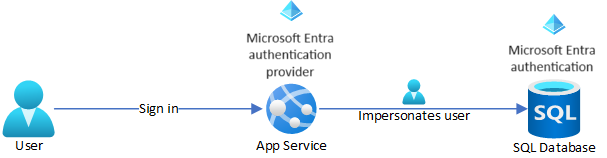 Microsoft Entra
authentication
provider
Microsoft Entra
authentication
Sign in
Impersonates user
SQL
User
App Service
SQL Database